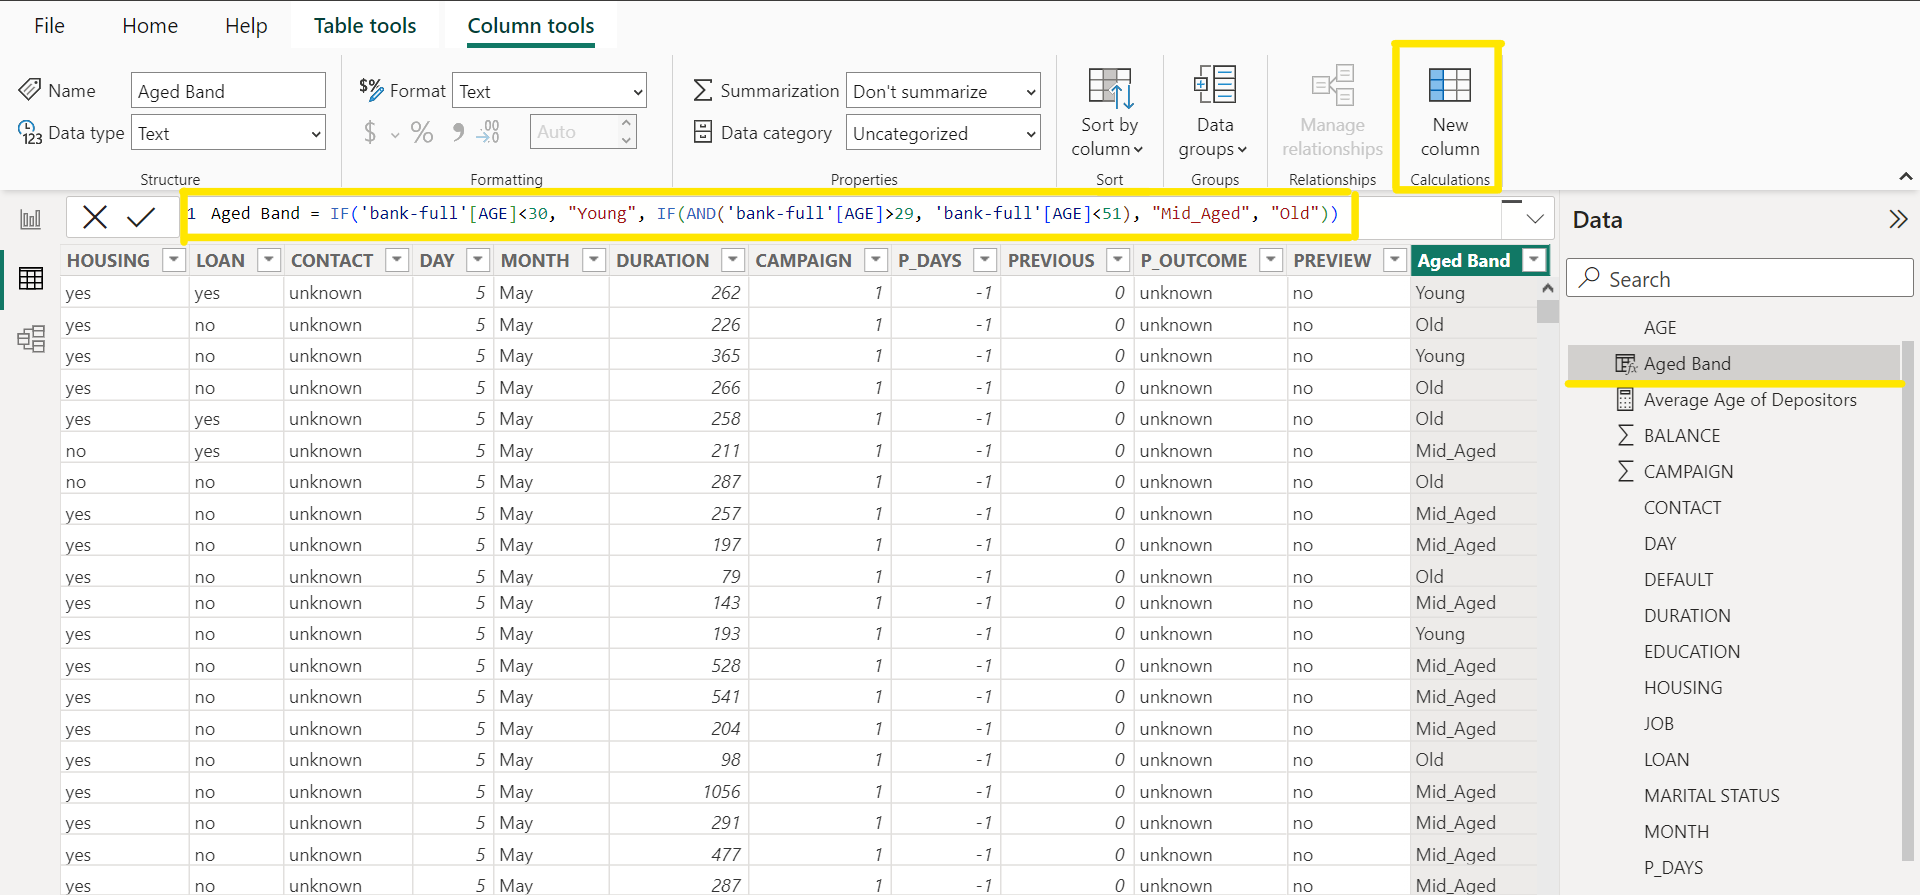 File Home Help Table tools Column tools
Name Aged Band $% Format Text Summarization Don't summarize
Data type Text $ % 9 .00 Auto Data category Uncategorized
Sort by column Data groups Manage relationships New column
Structure Formatting Properties Sort Groups Relationships Calculations
1 Aged Band = IF('bank-full'[AGE]<30, "Young", IF(AND('bank-full'[AGE]>29, 'bank-full'[AGE]<51), "Mid_Aged", "Old"))
HOUSING LOAN CONTACT DAY MONTH DURATION CAMPAIGN P_DAYS PREVIOUS P_OUTCOME PREVIEW Aged Band
yes yes unknown 5 May 262 1 -1 0 unknown no Young
yes no unknown 5 May 226 1 -1 0 unknown no Old
yes no unknown 5 May 365 1 -1 0 unknown no Young
yes no unknown 5 May 266 1 -1 0 unknown no Old
yes yes unknown 5 May 258 1 -1 0 unknown no Old
no yes unknown 5 May 211 1 -1 0 unknown no Mid_Aged
no no unknown 5 May 287 1 -1 0 unknown no Old
yes no unknown 5 May 257 1 -1 0 unknown no Mid_Aged
yes no unknown 5 May 197 1 -1 0 unknown no Mid_Aged
yes no unknown 5 May 79 1 -1 0 unknown no Old
yes no unknown 5 May 143 1 -1 0 unknown no Mid_Aged
yes no unknown 5 May 193 1 -1 0 unknown no Young
yes no unknown 5 May 528 1 -1 0 unknown no Mid_Aged
yes no unknown 5 May 541 1 -1 0 unknown no Mid_Aged
yes no unknown 5 May 204 1 -1 0 unknown no Mid_Aged
yes no unknown 5 May 98 1 -1 0 unknown no Old
yes no unknown 5 May 1056 1 -1 0 unknown no Mid_Aged
yes no unknown 5 May 291 1 -1 0 unknown no Mid_Aged
yes no unknown 5 May 477 1 -1 0 unknown no Mid_Aged
yes no unknown 5 May 287 1 -1 0 unknown no Mid_Aged
Data
Search
AGE
Aged Band
Average Age of Depositors
BALANCE
CAMPAIGN
CONTACT
DAY
DEFAULT
DURATION
EDUCATION
HOUSING
JOB
LOAN
MARITAL STATUS
MONTH
P_DAYS